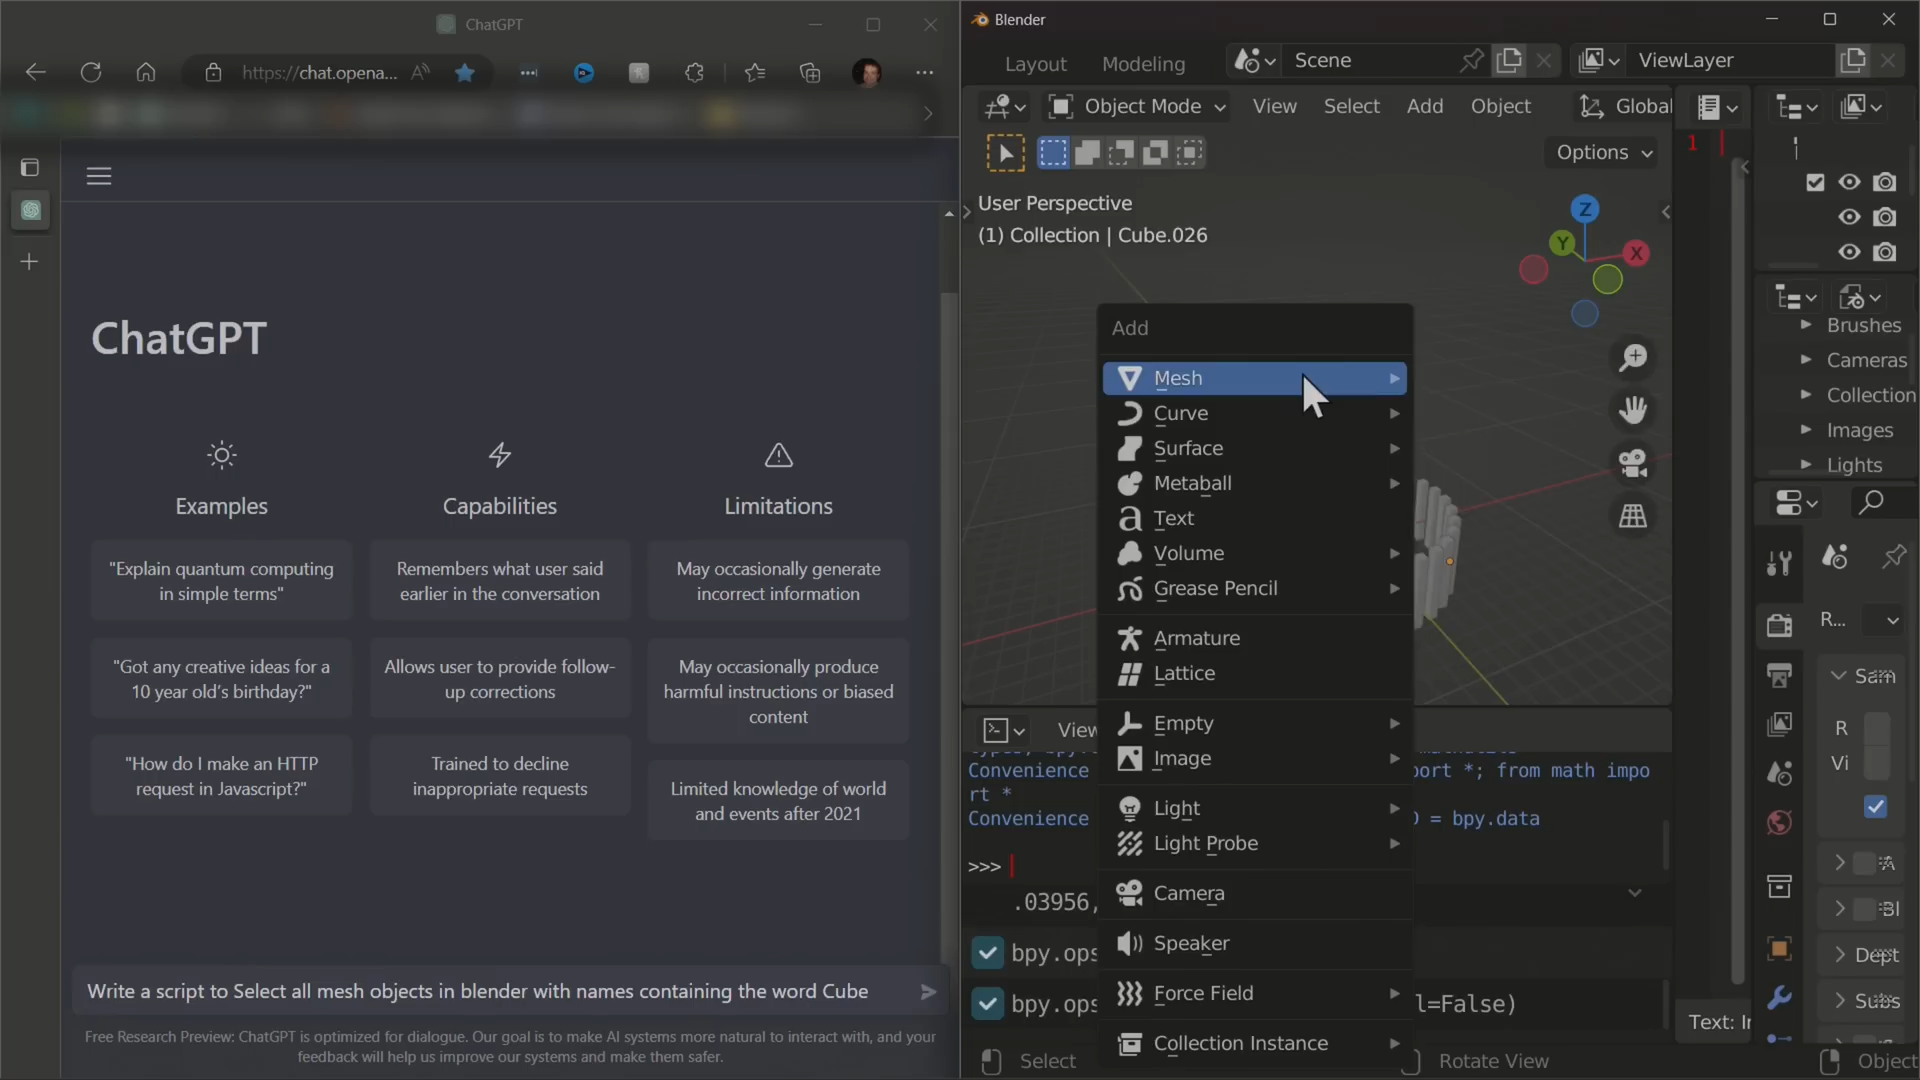 ChatGPT
https://chat.opena...
ChatGPT
Examples
Capabilities
Limitations
"Explain quantum computing
in simple terms"
Remembers what user said
earlier in the conversation
May occasionally generate
incorrect information
"Got any creative ideas for a
10 year old's birthday?"
Allows user to provide follow-
up corrections
May occasionally produce
harmful instructions or biased
content
"How do I make an HTTP
request in Javascript?"
Trained to decline
inappropriate requests
Limited knowledge of world
and events after 2021
Write a script to Select all mesh objects in blender with names containing the word Cube
Free Research Preview: ChatGPT is optimized for dialogue. Our goal is to make AI systems more natural to interact with, and your
feedback will help us improve our systems and make them safer.
Blender
Layout
Modeling
Scene
ViewLayer
Object Mode
View
Select
Add
Object
Global
Options
1
User Perspective
(1) Collection | Cube.026
Z
Y
X
Add
Mesh
Curve
Surface
Metaball
Text
Volume
Grease Pencil
Armature
Lattice
Empty
Image
Light
Light Probe
Camera
Speaker
Force Field
Collection Instance
Brushes
Cameras
Collection
Images
Lights
R...
R
Vi
View
Convenience
port *; from math impo
rt *
Convenience
= bpy.data
>>>
.03956,
bpy.ops
bpy.ops
l=False)
Text: In
Select
Rotate View
Object